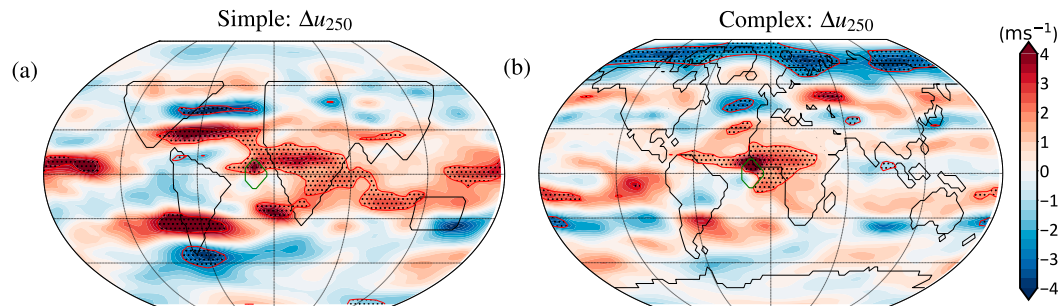 Simple: Δu₂₅₀
Complex: Δu₂₅₀
(ms⁻¹)
(a)
(b)
4
3
2
1
0
−1
−2
−3
−4